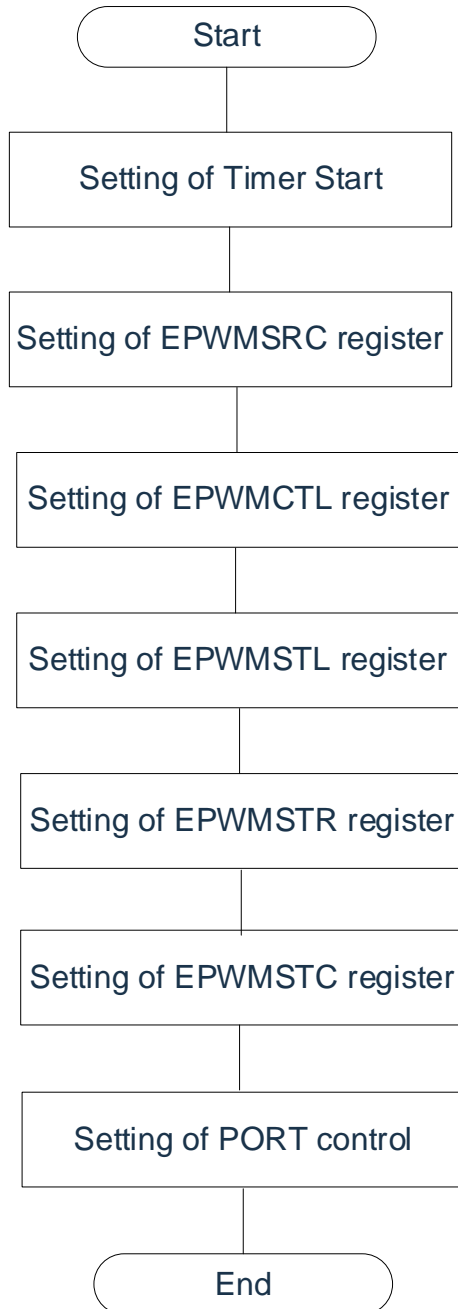 Start
Setting of Timer Start
Setting of EPWMSRC register
Setting of EPWMCTL register
Setting of EPWMSTL register
Setting of EPWMSTR register
Setting of EPWMSTC register
Setting of PORT control
End